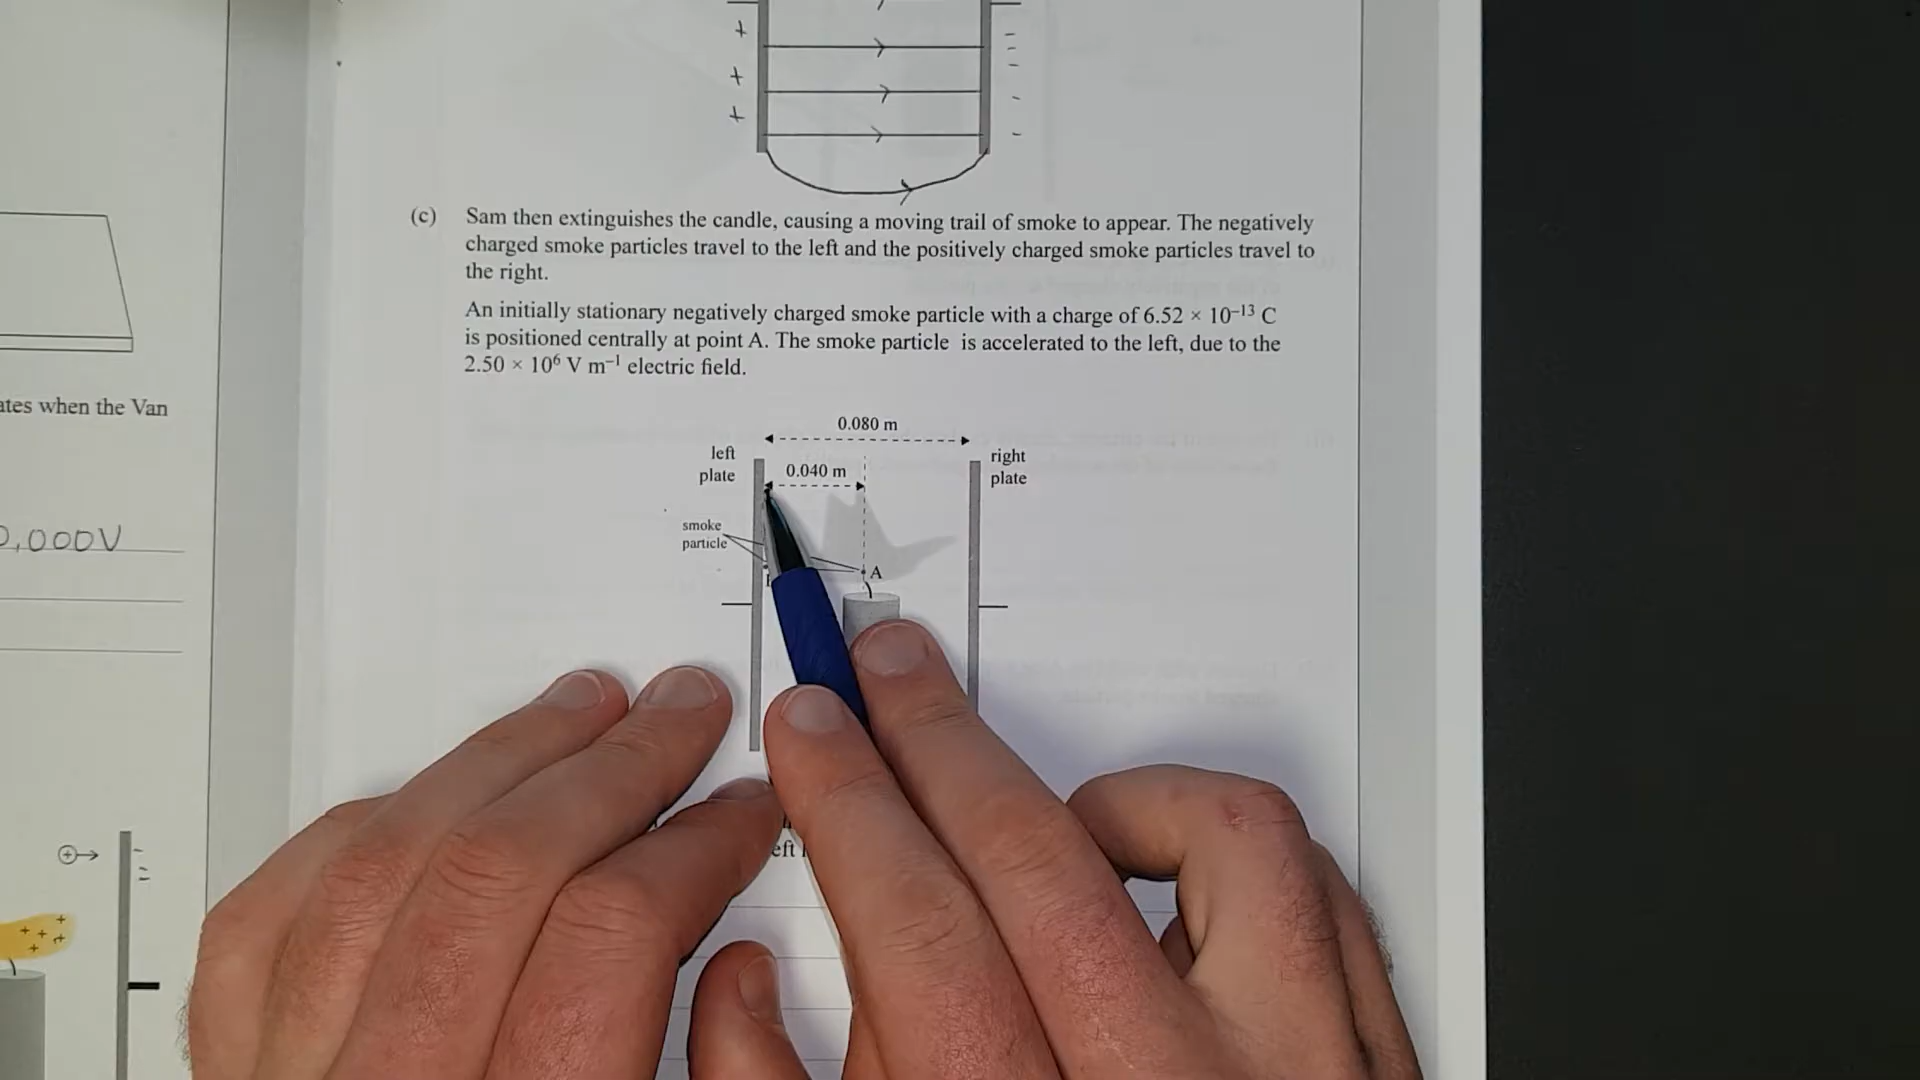 +
+
+
(c) Sam then extinguishes the candle, causing a moving trail of smoke to appear. The negatively
charged smoke particles travel to the left and the positively charged smoke particles travel to
the right.
An initially stationary negatively charged smoke particle with a charge of 6.52 × 10⁻¹³ C
is positioned centrally at point A. The smoke particle is accelerated to the left, due to the
2.50 × 10⁶ V m⁻¹ electric field.
ates when the Van
0.080 m
left
plate
0.040 m
right
plate
smoke
particle
A
0,000V
eft
+
+ + +
+